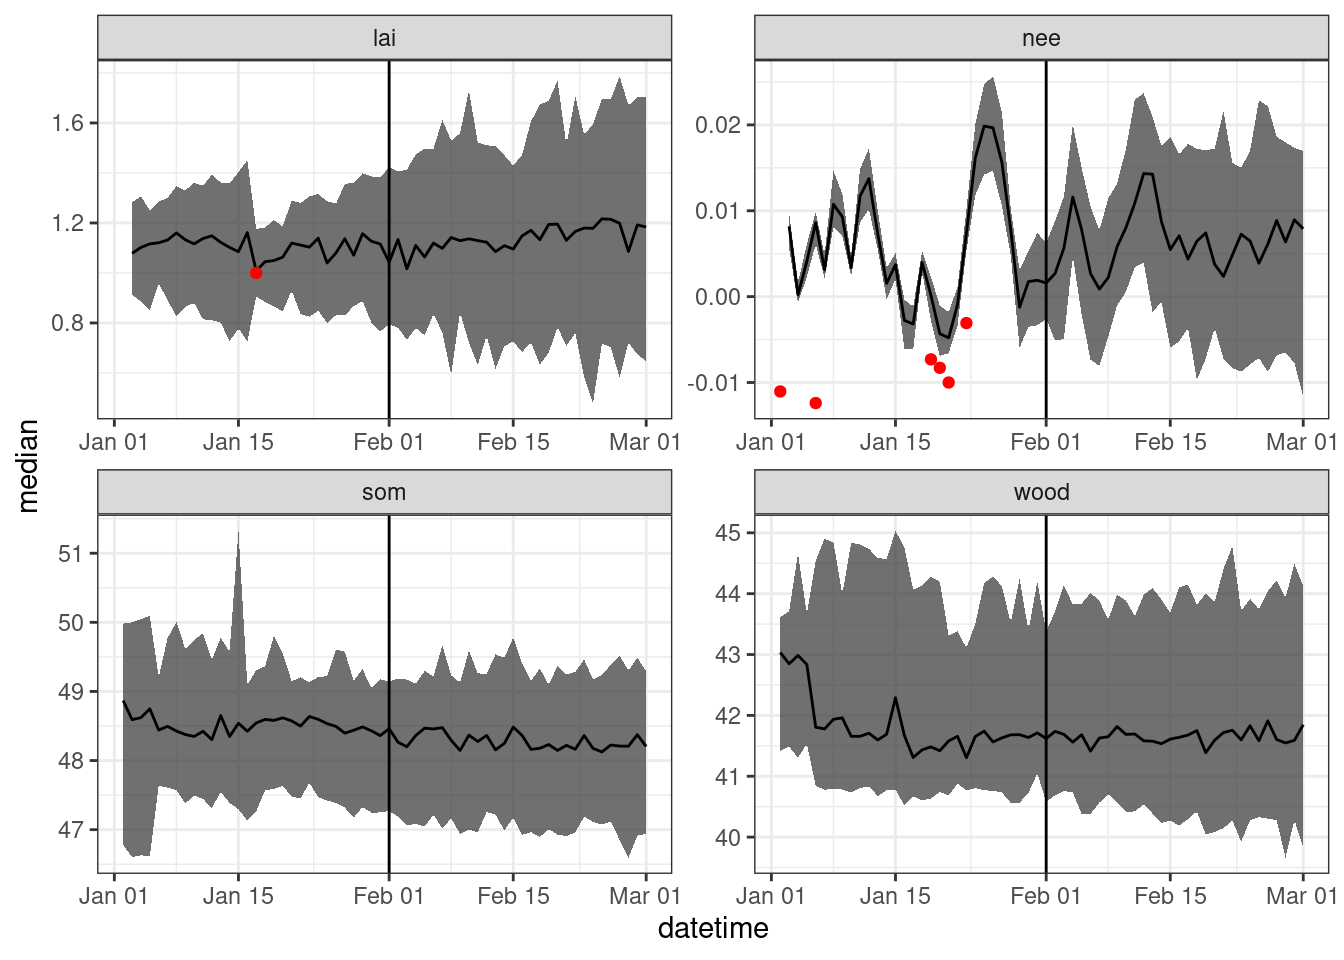 lai
nee
1.6
1.2
0.8
0.02
0.01
0.00
-0.01
Jan 01 Jan 15 Feb 01 Feb 15 Mar 01
Jan 01 Jan 15 Feb 01 Feb 15 Mar 01
median
som
wood
51
50
49
48
47
45
44
43
42
41
40
Jan 01 Jan 15 Feb 01 Feb 15 Mar 01
Jan 01 Jan 15 Feb 01 Feb 15 Mar 01
datetime